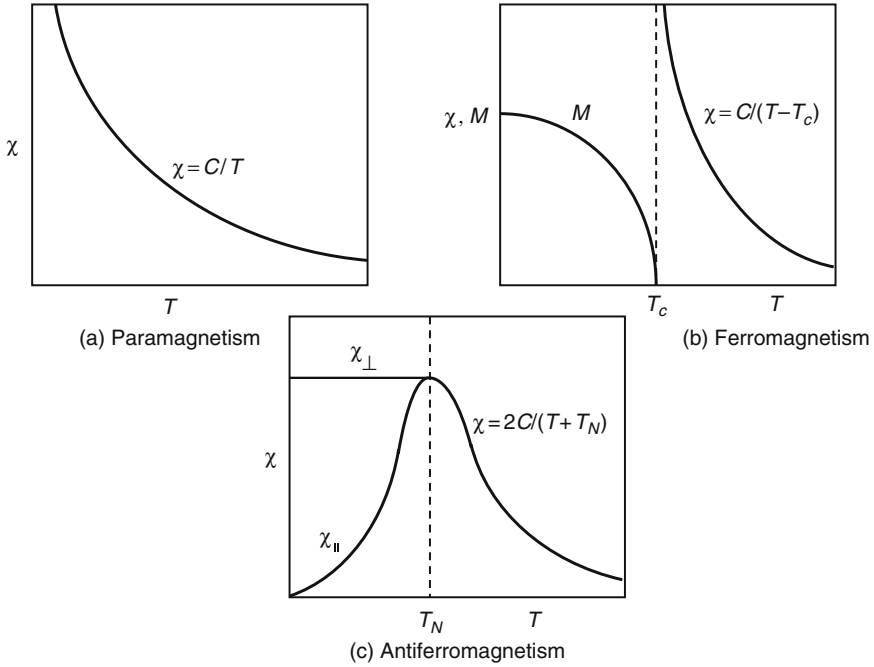 χ
χ = C/T
T
(a) Paramagnetism
χ, M
M
χ = C/(T−T_c)
T_c
T
(b) Ferromagnetism
χ
χ_⊥
χ = 2C/(T+T_N)
χ_∥
T_N
T
(c) Antiferromagnetism